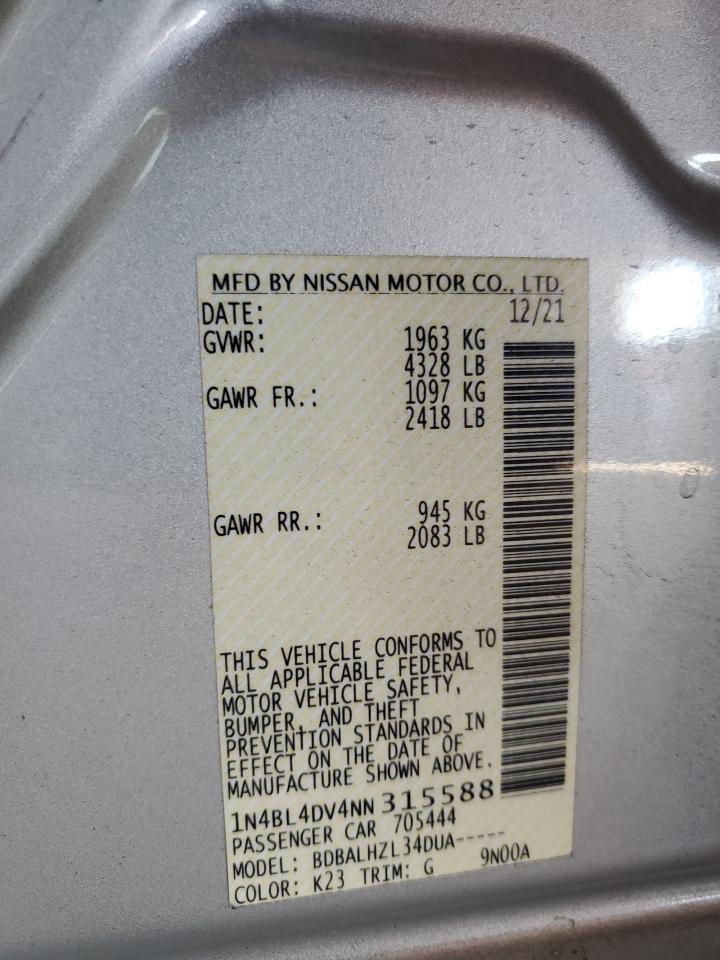 MFD BY NISSAN MOTOR CO., LTD.
DATE: 12/21
GVWR: 1963 KG
4328 LB
GAWR FR.: 1097 KG
2418 LB
GAWR RR.: 945 KG
2083 LB
THIS VEHICLE CONFORMS TO
ALL APPLICABLE FEDERAL
MOTOR VEHICLE SAFETY,
BUMPER, AND THEFT
PREVENTION STANDARDS IN
EFFECT ON THE DATE OF
MANUFACTURE SHOWN ABOVE.
1N4BL4DV4NN315588
PASSENGER CAR 705444
MODEL: BDBALHZL34DUA-----
COLOR: K23 TRIM: G 9N00A